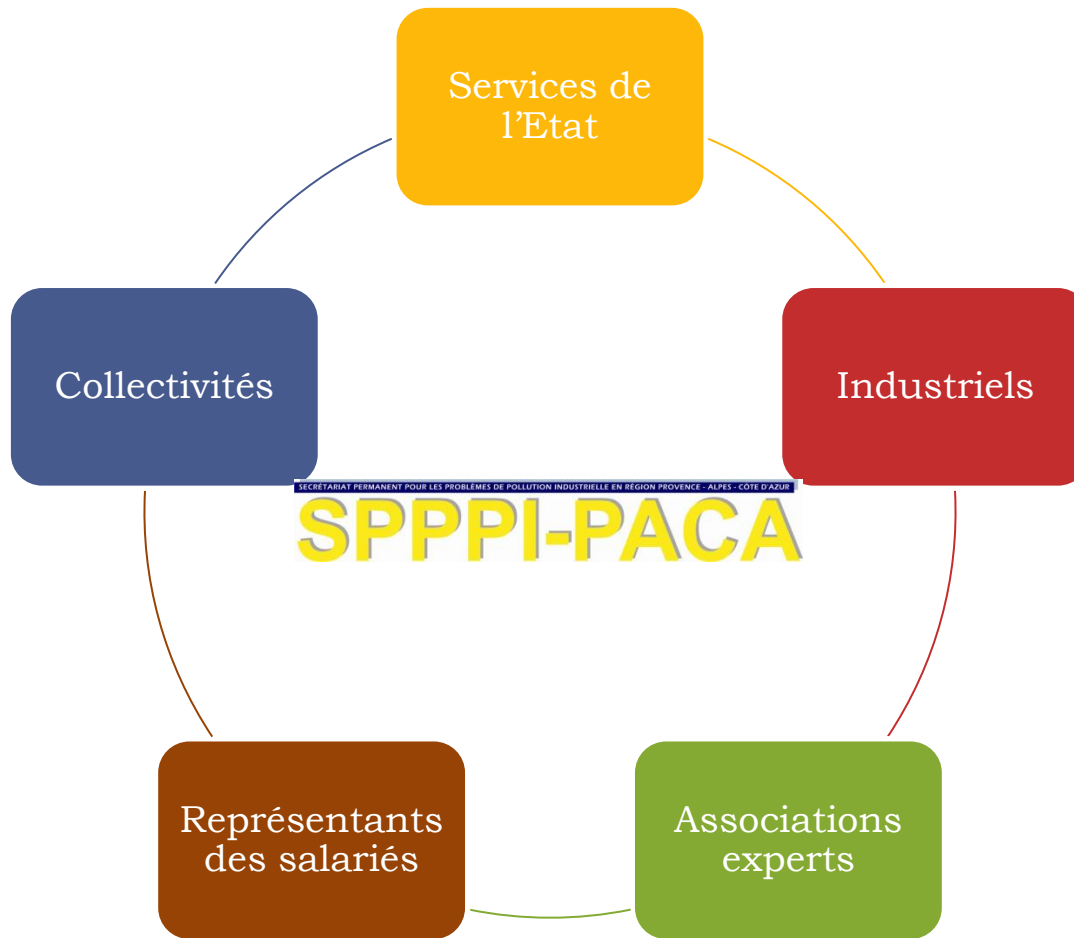 Services de
l’Etat
Collectivités
Industriels
SECRÉTARIAT PERMANENT POUR LES PROBLÈMES DE POLLUTION INDUSTRIELLE EN RÉGION PROVENCE - ALPES - CÔTE D'AZUR
SPPPI-PACA
Représentants
des salariés
Associations
experts